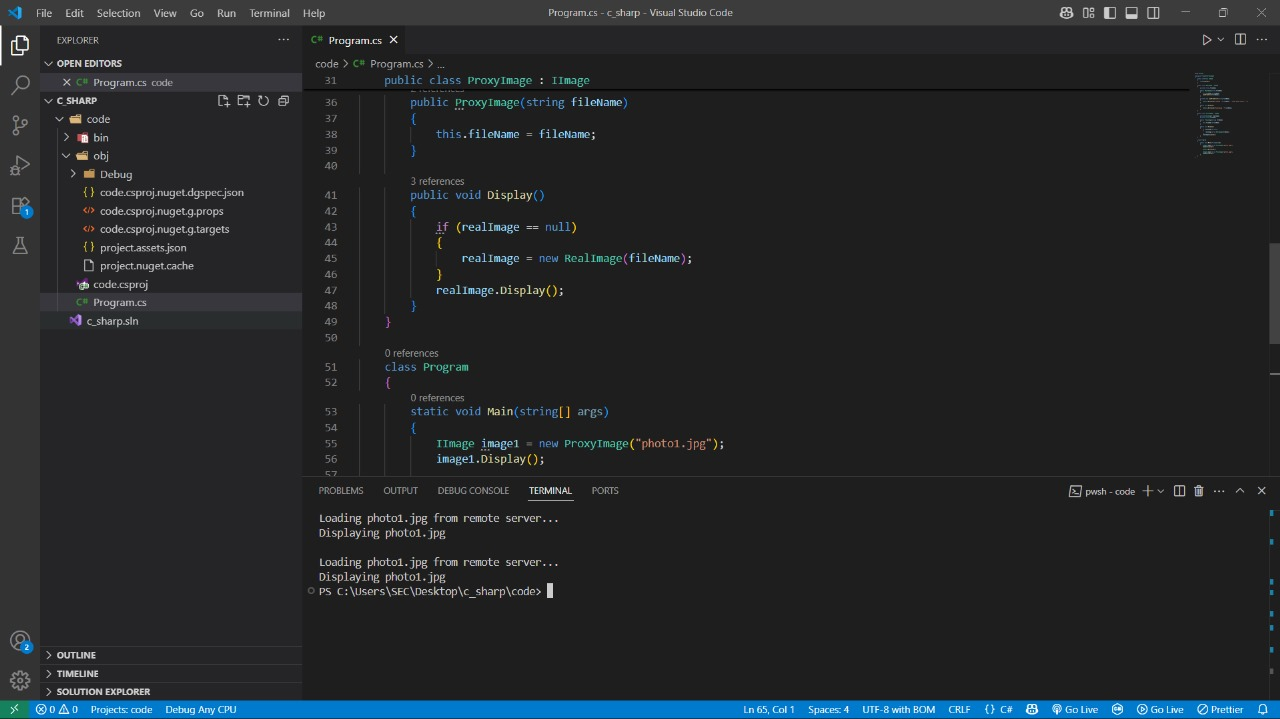 File Edit Selection View Go Run Terminal Help
Program.cs - c_sharp - Visual Studio Code
EXPLORER
OPEN EDITORS
Program.cs code
C_SHARP
code
bin
obj
Debug
code.csproj.nuget.dgspec.json
code.csproj.nuget.g.props
code.csproj.nuget.g.targets
project.assets.json
project.nuget.cache
code.csproj
Program.cs
c_sharp.sln
OUTLINE
TIMELINE
SOLUTION EXPLORER
1
2
C# Program.cs
code > C# Program.cs > ...
31 public class ProxyImage : IImage
36 public ProxyImage(string fileName)
37 {
38 this.fileName = fileName;
39 }
40
3 references
41 public void Display()
42 {
43 if (realImage == null)
44 {
45 realImage = new RealImage(fileName);
46 }
47 realImage.Display();
48 }
49 }
50
0 references
51 class Program
52 {
0 references
53 static void Main(string[] args)
54 {
55 IImage image1 = new ProxyImage("photo1.jpg");
56 image1.Display();
57
PROBLEMS OUTPUT DEBUG CONSOLE TERMINAL PORTS
pwsh - code
Loading photo1.jpg from remote server...
Displaying photo1.jpg
Loading photo1.jpg from remote server...
Displaying photo1.jpg
PS C:\Users\SEC\Desktop\c_sharp\code>
0 0 Projects: code Debug Any CPU
Ln 65, Col 1 Spaces: 4 UTF-8 with BOM CRLF {} C# Go Live Go Live Prettier